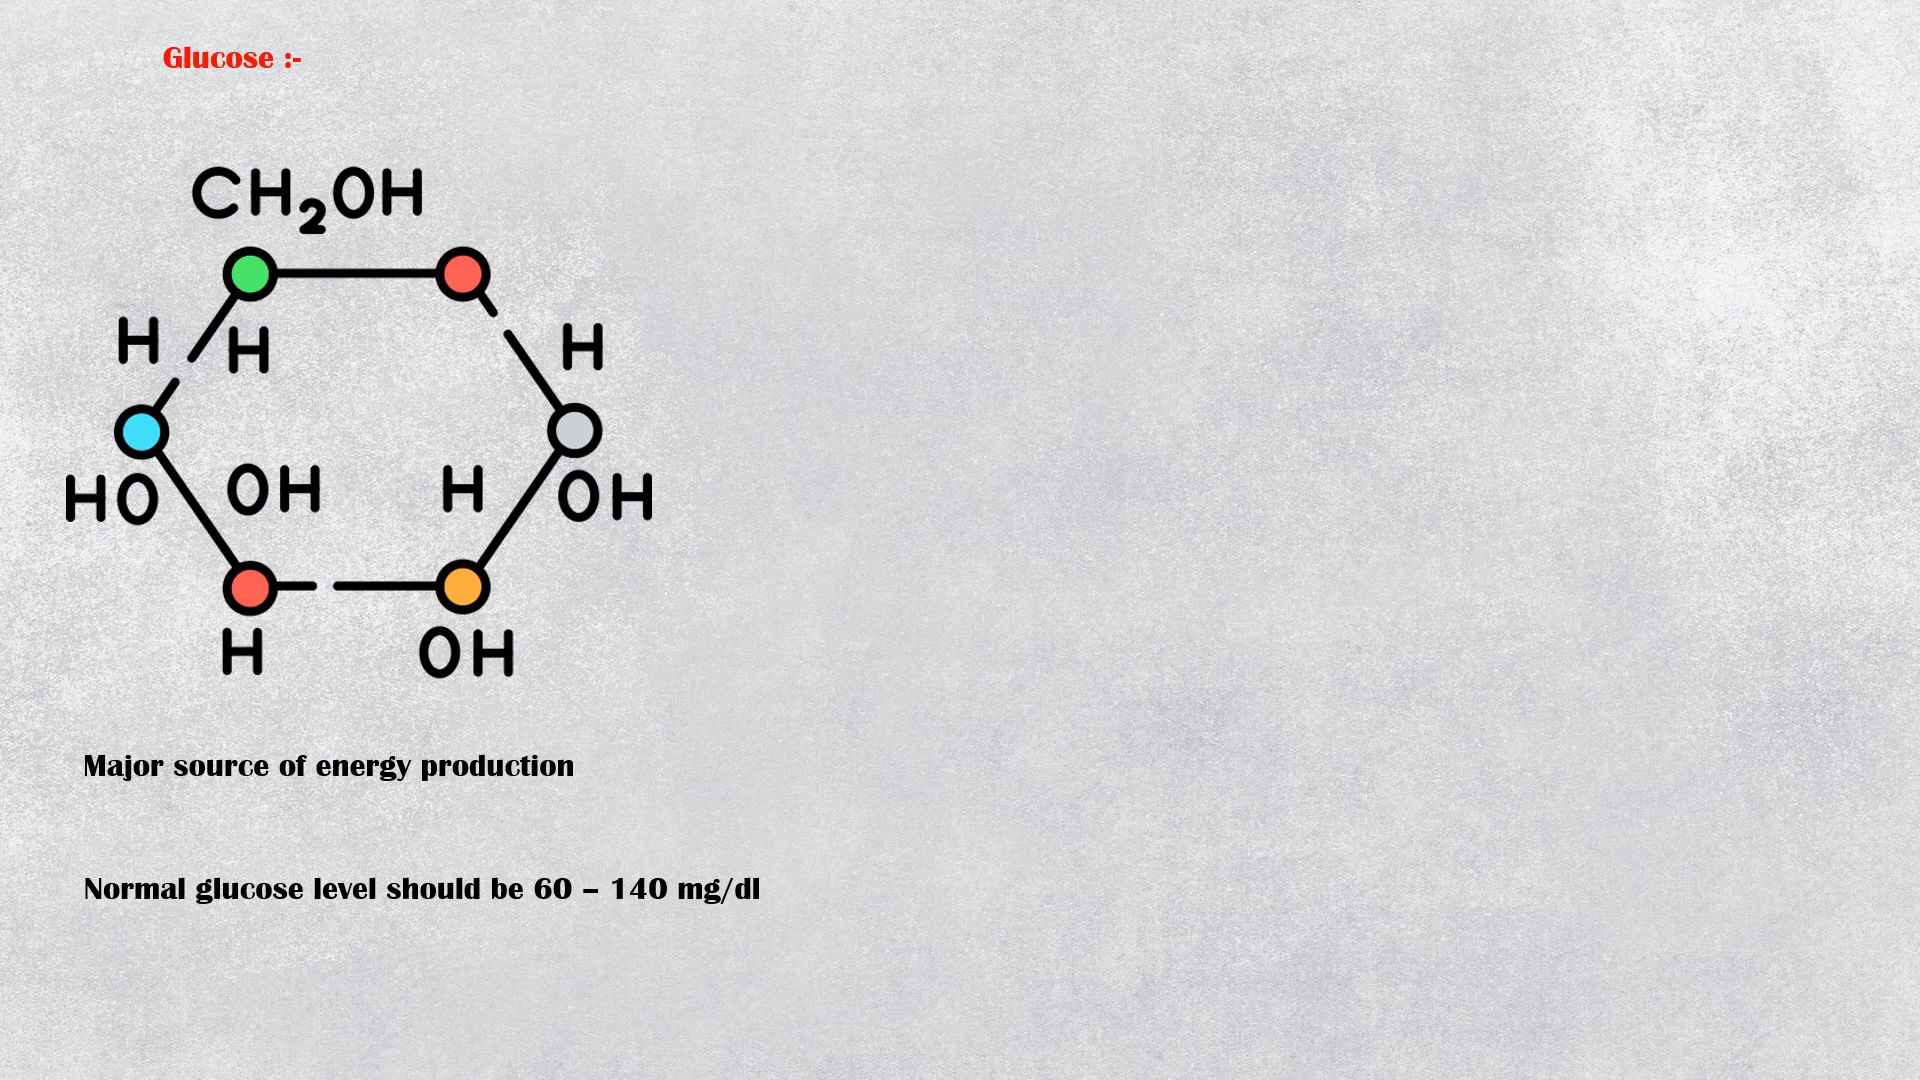 Glucose :-
CH₂OH
H H H
HO OH H OH
H OH
Major source of energy production
Normal glucose level should be 60 – 140 mg/dl